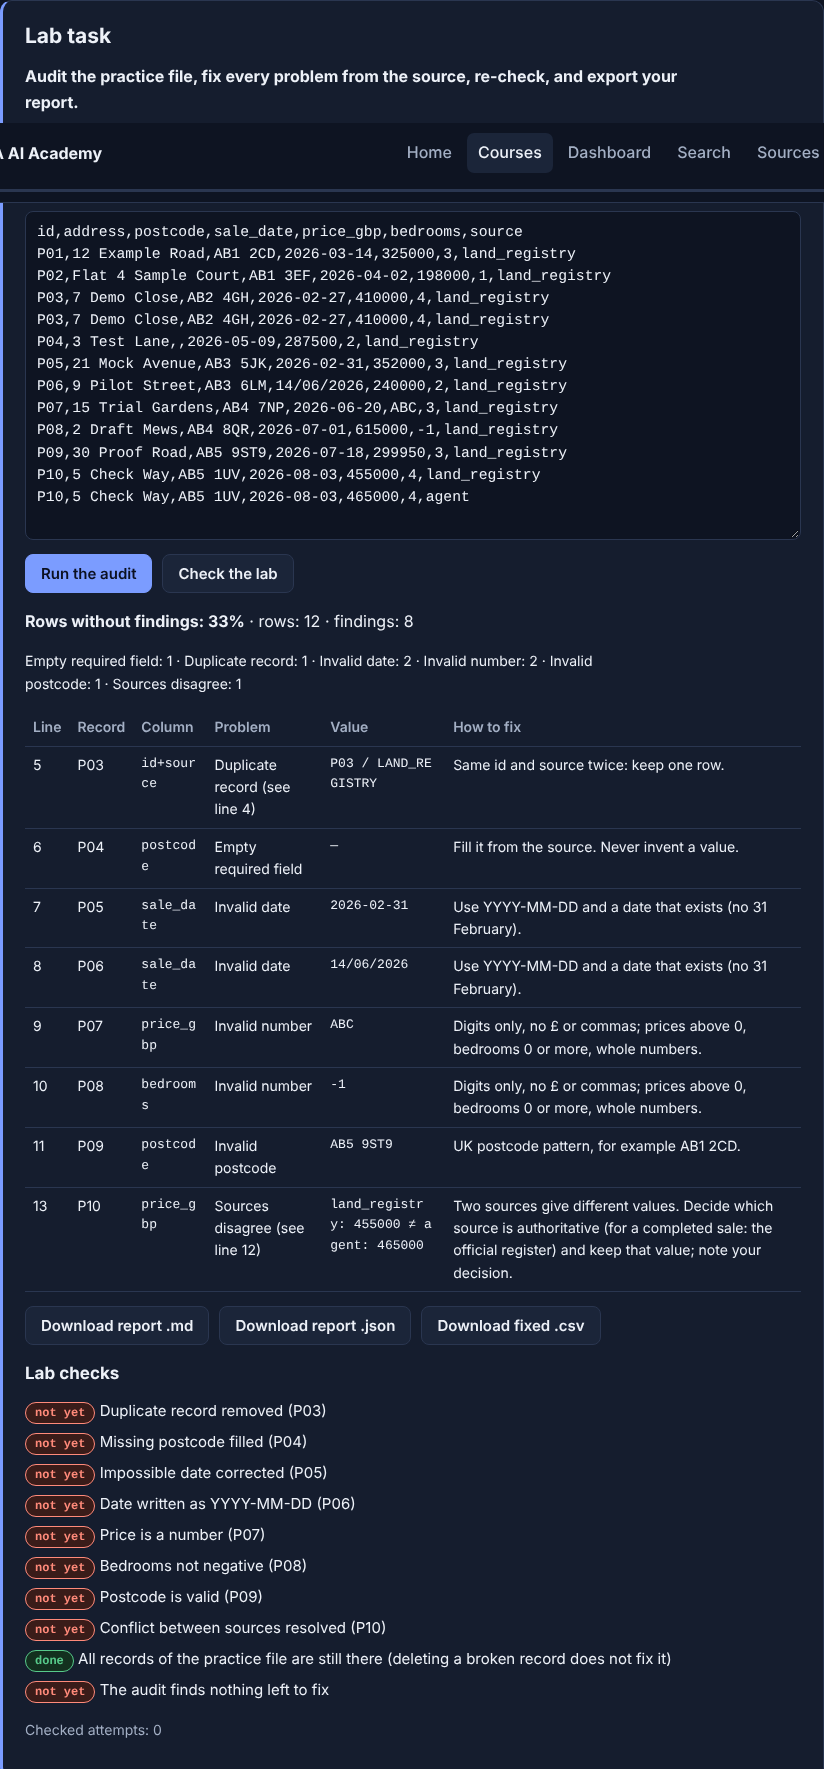 Lab task
Audit the practice file, fix every problem from the source, re-check, and export your
report.
AI Academy
Home Courses Dashboard Search Sources
id,address,postcode,sale_date,price_gbp,bedrooms,source
P01,12 Example Road,AB1 2CD,2026-03-14,325000,3,land_registry
P02,Flat 4 Sample Court,AB1 3EF,2026-04-02,198000,1,land_registry
P03,7 Demo Close,AB2 4GH,2026-02-27,410000,4,land_registry
P03,7 Demo Close,AB2 4GH,2026-02-27,410000,4,land_registry
P04,3 Test Lane,,2026-05-09,287500,2,land_registry
P05,21 Mock Avenue,AB3 5JK,2026-02-31,352000,3,land_registry
P06,9 Pilot Street,AB3 6LM,14/06/2026,240000,2,land_registry
P07,15 Trial Gardens,AB4 7NP,2026-06-20,ABC,3,land_registry
P08,2 Draft Mews,AB4 8QR,2026-07-01,615000,-1,land_registry
P09,30 Proof Road,AB5 9ST9,2026-07-18,299950,3,land_registry
P10,5 Check Way,AB5 1UV,2026-08-03,455000,4,land_registry
P10,5 Check Way,AB5 1UV,2026-08-03,465000,4,agent
Run the audit Check the lab
Rows without findings: 33% · rows: 12 · findings: 8
Empty required field: 1 · Duplicate record: 1 · Invalid date: 2 · Invalid number: 2 · Invalid
postcode: 1 · Sources disagree: 1
Line Record Column Problem Value How to fix
5 P03 id+sour Duplicate P03 / LAND_RE Same id and source twice: keep one row.
ce record (see GISTRY
line 4)
6 P04 postcod Empty — Fill it from the source. Never invent a value.
e required field
7 P05 sale_da Invalid date 2026-02-31 Use YYYY-MM-DD and a date that exists (no 31
te February).
8 P06 sale_da Invalid date 14/06/2026 Use YYYY-MM-DD and a date that exists (no 31
te February).
9 P07 price_g Invalid number ABC Digits only, no £ or commas; prices above 0,
bp bedrooms 0 or more, whole numbers.
10 P08 bedroom Invalid number -1 Digits only, no £ or commas; prices above 0,
s bedrooms 0 or more, whole numbers.
11 P09 postcod Invalid AB5 9ST9 UK postcode pattern, for example AB1 2CD.
e postcode
13 P10 price_g Sources land_registr Two sources give different values. Decide which
bp disagree (see y: 455000 ≠ a source is authoritative (for a completed sale: the
line 12) gent: 465000 official register) and keep that value; note your
decision.
Download report .md Download report .json Download fixed .csv
Lab checks
not yet Duplicate record removed (P03)
not yet Missing postcode filled (P04)
not yet Impossible date corrected (P05)
not yet Date written as YYYY-MM-DD (P06)
not yet Price is a number (P07)
not yet Bedrooms not negative (P08)
not yet Postcode is valid (P09)
not yet Conflict between sources resolved (P10)
done All records of the practice file are still there (deleting a broken record does not fix it)
not yet The audit finds nothing left to fix
Checked attempts: 0